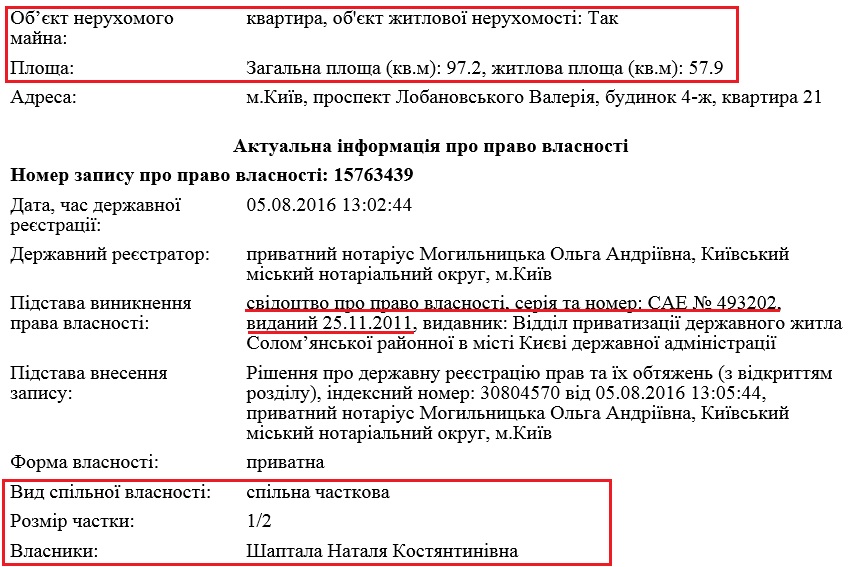 Об’єкт нерухомого майна: квартира, об'єкт житлової нерухомості: Так
Площа: Загальна площа (кв.м): 97.2, житлова площа (кв.м): 57.9
Адреса: м.Київ, проспект Лобановського Валерія, будинок 4-ж, квартира 21
Актуальна інформація про право власності
Номер запису про право власності: 15763439
Дата, час державної реєстрації: 05.08.2016 13:02:44
Державний реєстратор: приватний нотаріус Могильницька Ольга Андріївна, Київський
міський нотаріальний округ, м.Київ
Підстава виникнення права власності: свідоцтво про право власності, серія та номер: САЕ № 493202,
виданий 25.11.2011, видавник: Відділ приватизації державного житла
Солом’янської районної в місті Києві державної адміністрації
Підстава внесення запису: Рішення про державну реєстрацію прав та їх обтяжень (з відкриттям
розділу), індексний номер: 30804570 від 05.08.2016 13:05:44,
приватний нотаріус Могильницька Ольга Андріївна, Київський
міський нотаріальний округ, м.Київ
Форма власності: приватна
Вид спільної власності: спільна часткова
Розмір частки: 1/2
Власники: Шаптала Наталя Костянтинівна